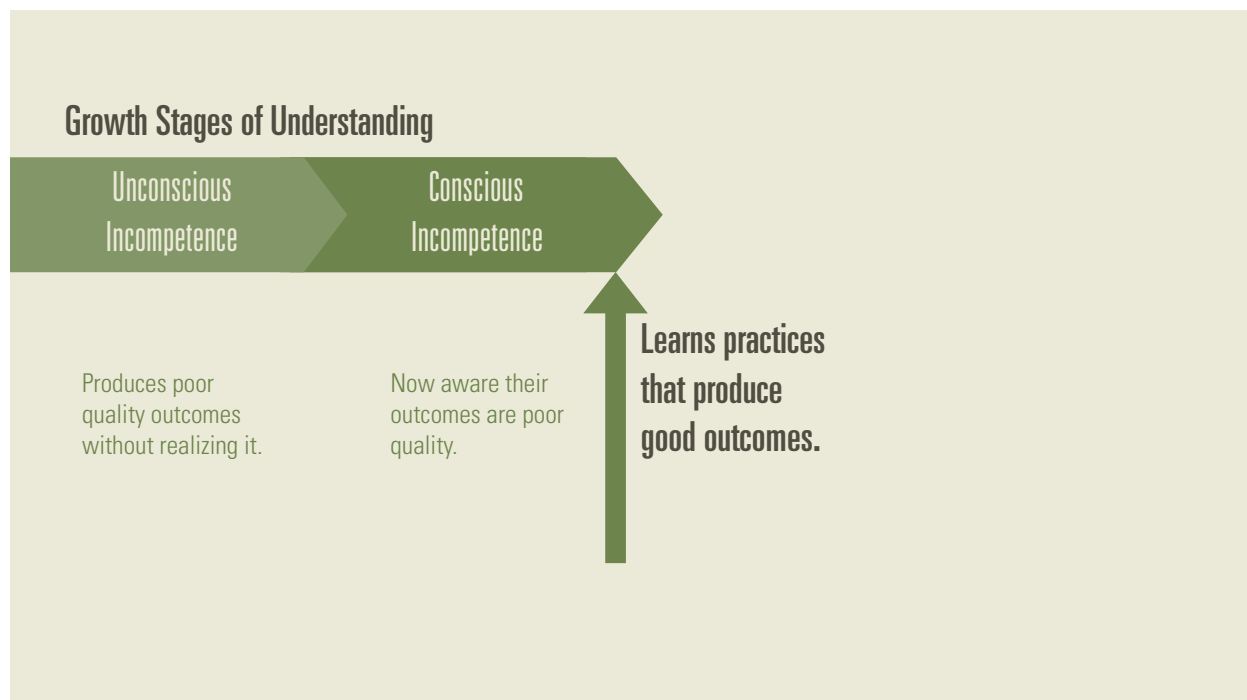 Growth Stages of Understanding
Unconscious
Incompetence
Conscious
Incompetence
Produces poor
quality outcomes
without realizing it.
Now aware their
outcomes are poor
quality.
Learns practices
that produce
good outcomes.